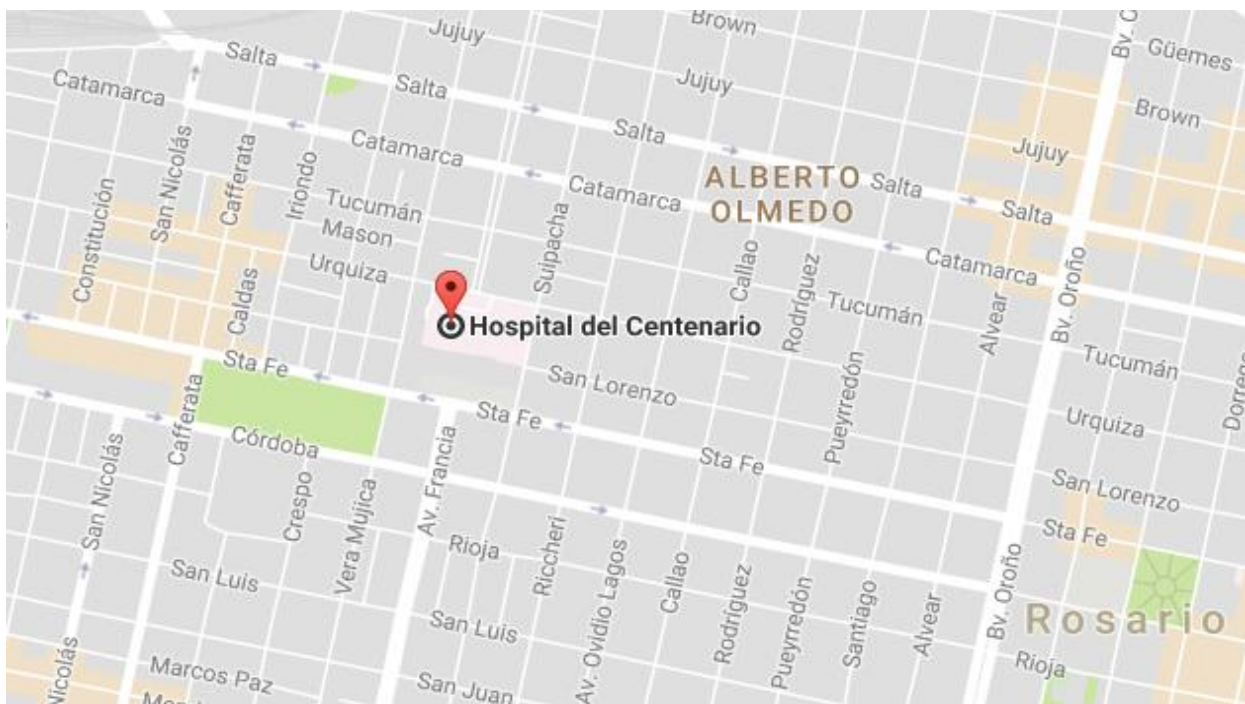 Jujuy
Brown
Bv. O
Güemes
Salta
Catamarca
Salta
Jujuy
Brown
Salta
Jujuy
San Nicolás
Cafferata
Iriondo
Catamarca
ALBERTO
OLMEDO
Salta
Salta
Constitución
Tucumán
Mason
Urquiza
Catamarca
Suipacha
Callao
Rodríguez
Catamarca
Caldas
Tucumán
Alvear
Bv. Oroño
Hospital del Centenario
Tucumán
Sta Fe
San Lorenzo
Dorrego
Cafferata
Córdoba
Sta Fe
Pueyrredón
Urquiza
San Nicolás
Sta Fe
San Lorenzo
Crespo
Vera Mujica
Av. Francia
Sta Fe
Rioja
Riccheri
Av. Ovidio Lagos
Callao
Rodríguez
Pueyrredón
Santiago
Alvear
Bv. Oroño
San Luis
Rosario
San Luis
Rioja
Nicolás
Marcos Paz
San Juan